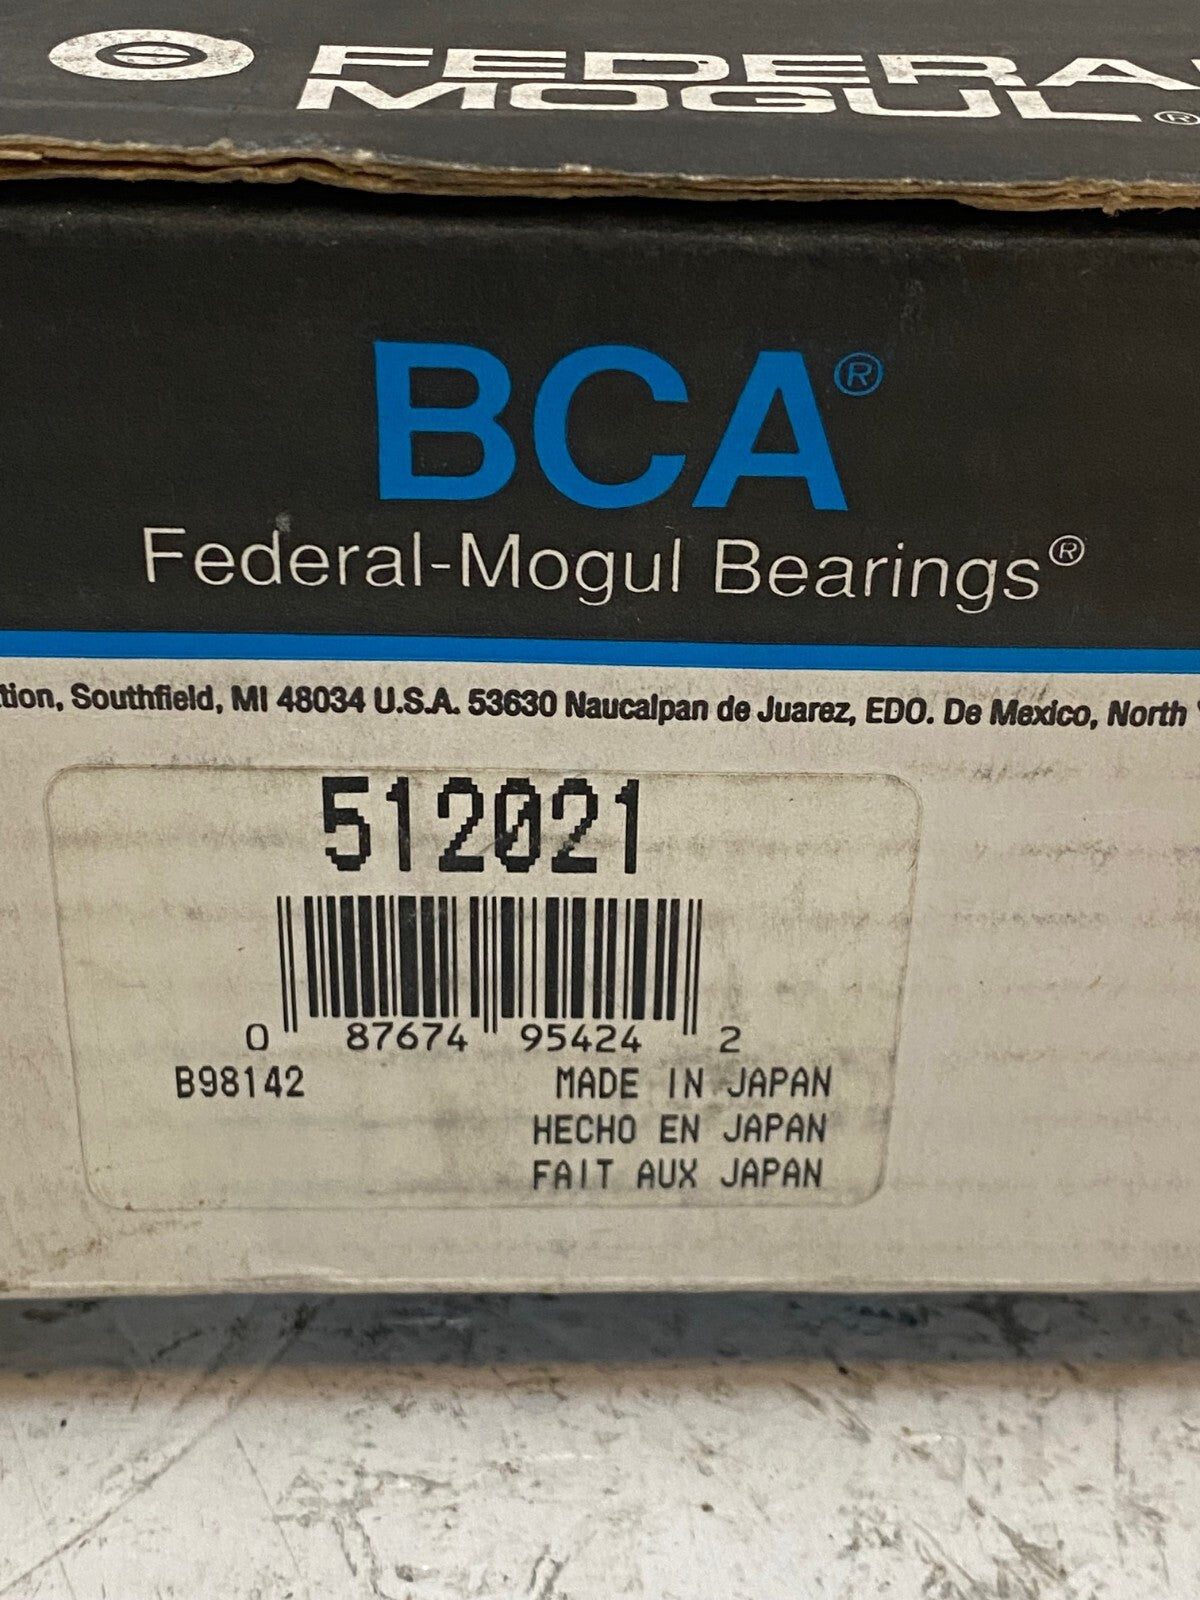 FEDERAL
MOGUL®
BCA®
Federal-Mogul Bearings®
tion, Southfield, MI 48034 U.S.A. 53630 Naucalpan de Juarez, EDO. De Mexico, North
512021
0 87674 95424 2
B98142 MADE IN JAPAN
HECHO EN JAPAN
FAIT AUX JAPAN